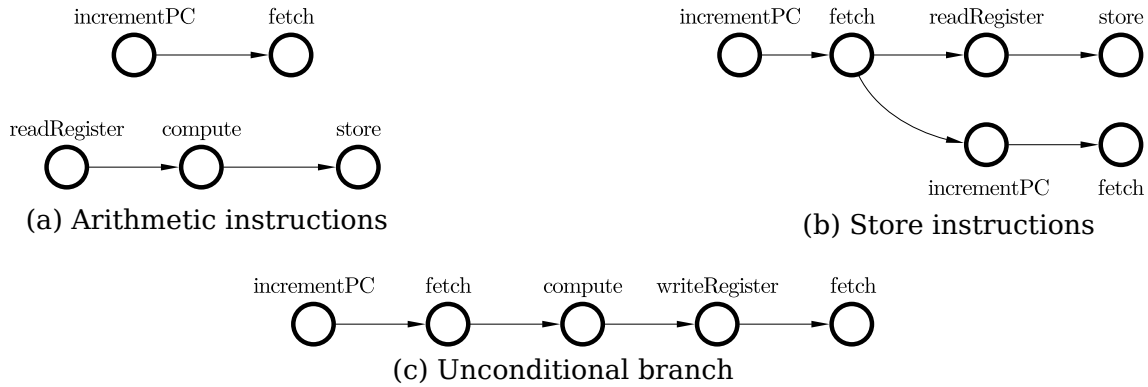 incrementPC fetch
readRegister compute store
(a) Arithmetic instructions
incrementPC fetch readRegister store
incrementPC fetch
(b) Store instructions
incrementPC fetch compute writeRegister fetch
(c) Unconditional branch